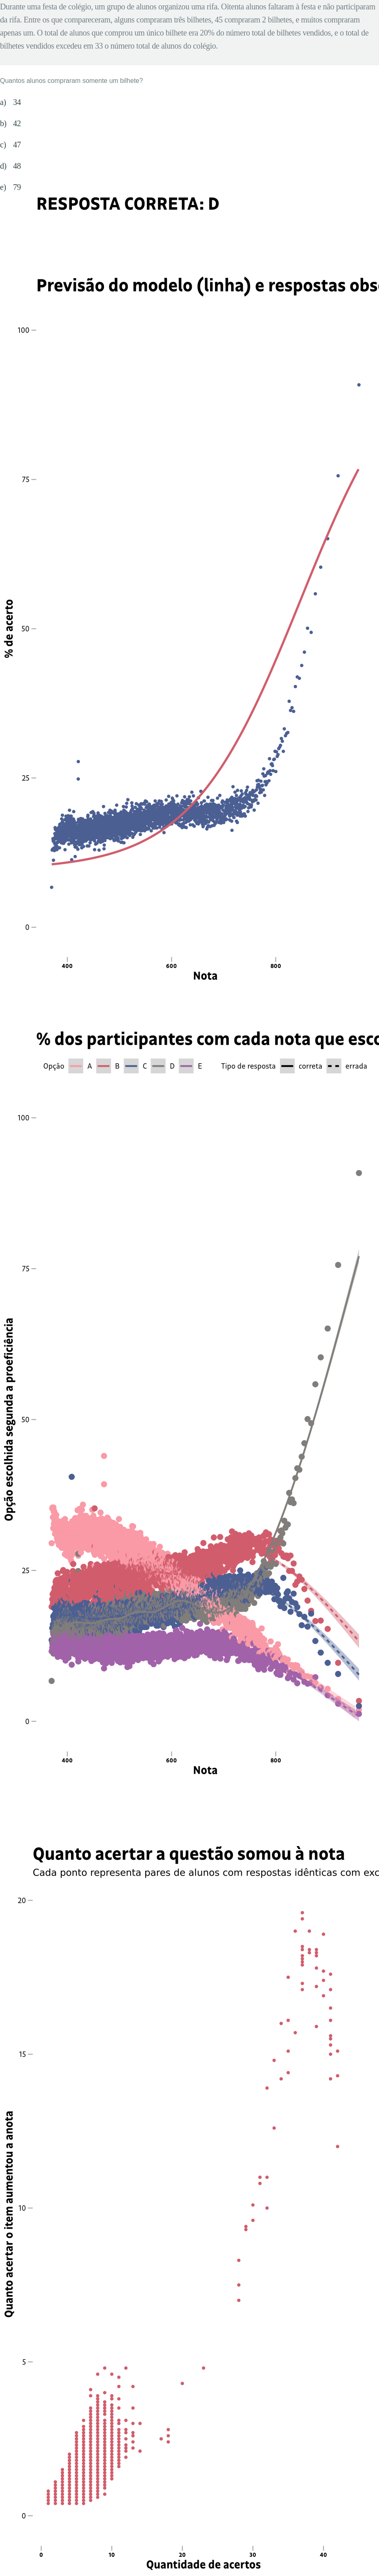 Durante uma festa de colégio, um grupo de alunos organizou uma rifa. Oitenta alunos faltaram à festa e não participaram
da rifa. Entre os que compareceram, alguns compraram três bilhetes, 45 compraram 2 bilhetes, e muitos compraram
apenas um. O total de alunos que comprou um único bilhete era 20% do número total de bilhetes vendidos, e o total de
bilhetes vendidos excedeu em 33 o número total de alunos do colégio.
Quantos alunos compraram somente um bilhete?
a) 34
b) 42
c) 47
d) 48
e) 79
RESPOSTA CORRETA: D
Previsão do modelo (linha) e respostas obs
100
75
50
25
0
% de acerto
400 600 800
Nota
% dos participantes com cada nota que esco
Opção A B C D E Tipo de resposta correta errada
100
75
50
25
0
Opção escolhida segunda a proeficiência
400 600 800
Nota
Quanto acertar a questão somou à nota
Cada ponto representa pares de alunos com respostas idênticas com exc
20
15
10
5
0
Quanto acertar o item aumentou a anota
0 10 20 30 40
Quantidade de acertos